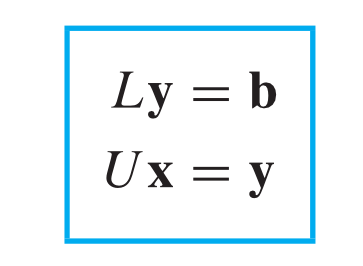 Ly = b
Ux = y